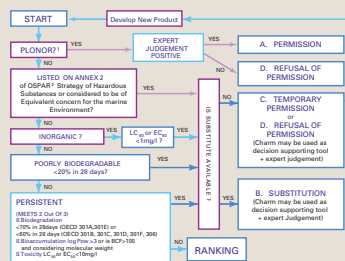 START
Develop New Product
PLONOR?¹
YES
EXPERT
JUDGEMENT
POSITIVE
YES
A. PERMISSION
NO
NO
D. REFUSAL OF
PERMISSION
LISTED ON ANNEX 2
of OSPAR² Strategy of Hazardous
Substances or considered to be of
Equivalent concern for the marine
Environment?
YES
NO
IS SUBSTITUTE AVAILABLE ?
NO
C. TEMPORARY
PERMISSION
or
D. REFUSAL OF
PERMISSION
(Charm may be used as
decision supporting tool
+ expert judgement)
INORGANIC ?
YES
LC₅₀ or EC₅₀
<1mg/l ?
YES
NO
POORLY BIODEGRADABLE
<20% in 28 days?
YES
NO
YES
B. SUBSTITUTION
(Charm may be used as
decision supporting tool
+ expert Judgement)
PERSISTENT
(MEETS 2 Out Of 3)
Biodegradation
<70% in 28days (OECD 301A,301E) or
<60% in 28 days (OECD 301B, 301C, 301D, 301F, 306)
Bioaccumulation log Pow ≥3 or is BCF>100
and considering molecular weight
Toxicity LC₅₀ or EC₅₀<10mg/l
YES
NO
RANKING